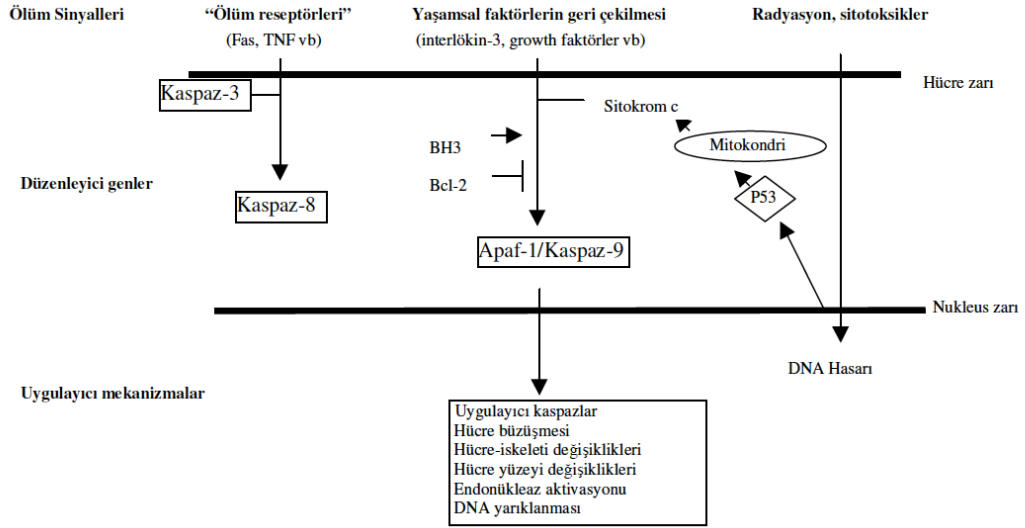 Ölüm Sinyalleri
“Ölüm reseptörleri”
(Fas, TNF vb)
Yaşamsal faktörlerin geri çekilmesi
(interlökin-3, growth faktörler vb)
Radyasyon, sitotoksikler
Hücre zarı
Kaspaz-3
Sitokrom c
BH3
Mitokondri
Bcl-2
Düzenleyici genler
P53
Kaspaz-8
Apaf-1/Kaspaz-9
Nukleus zarı
DNA Hasarı
Uygulayıcı mekanizmalar
Uygulayıcı kaspazlar
Hücre büzüşmesi
Hücre-iskeleti değişiklikleri
Hücre yüzeyi değişiklikleri
Endonükleaz aktivasyonu
DNA yarıklanması